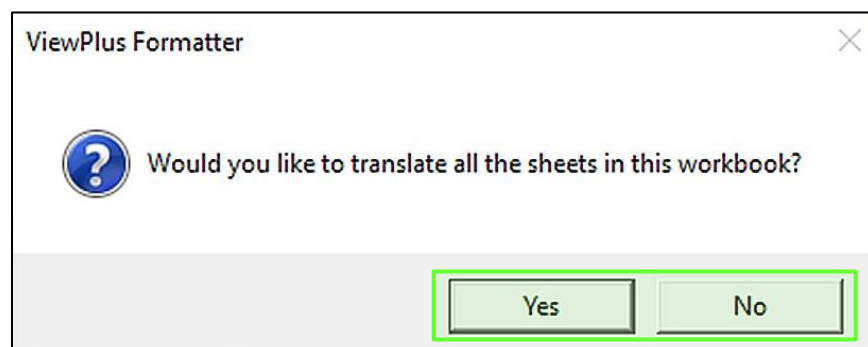 ViewPlus Formatter
Would you like to translate all the sheets in this workbook?
Yes No